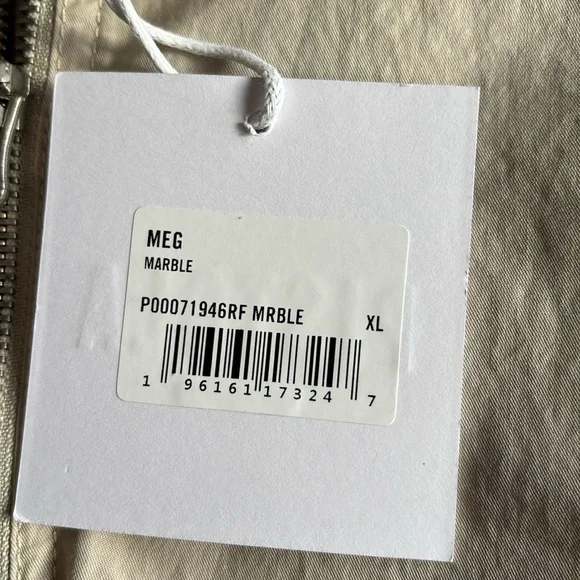 MEG
MARBLE
P00071946RF MRBLE XL
1 96161 17324 7